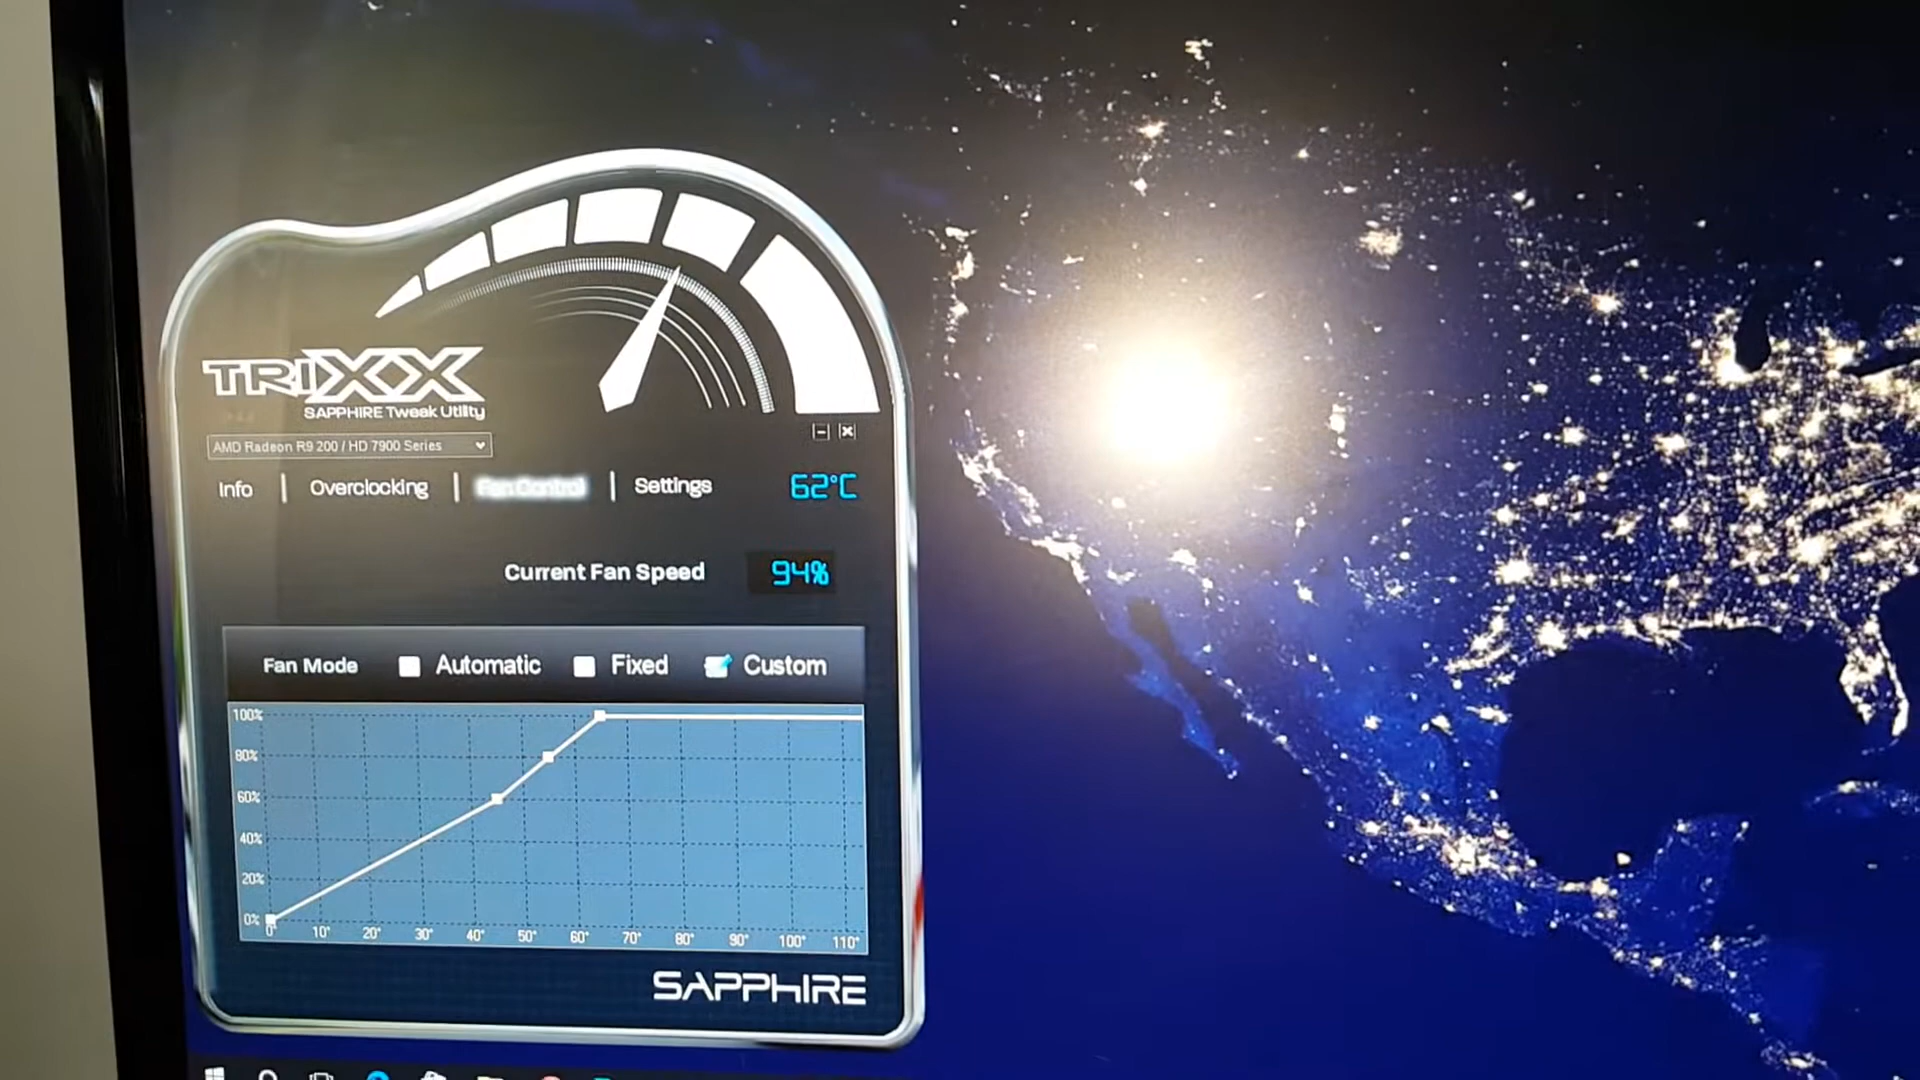 TRIXX
SAPPHIRE Tweak Utility
AMD Radeon R9 200 / HD 7900 Series
Info | Overclocking | Fan Control | Settings 62°C
Current Fan Speed 94%
Fan Mode Automatic Fixed Custom
100%
80%
60%
40%
20%
0%
0° 10° 20° 30° 40° 50° 60° 70° 80° 90° 100° 110°
SAPPHIRE